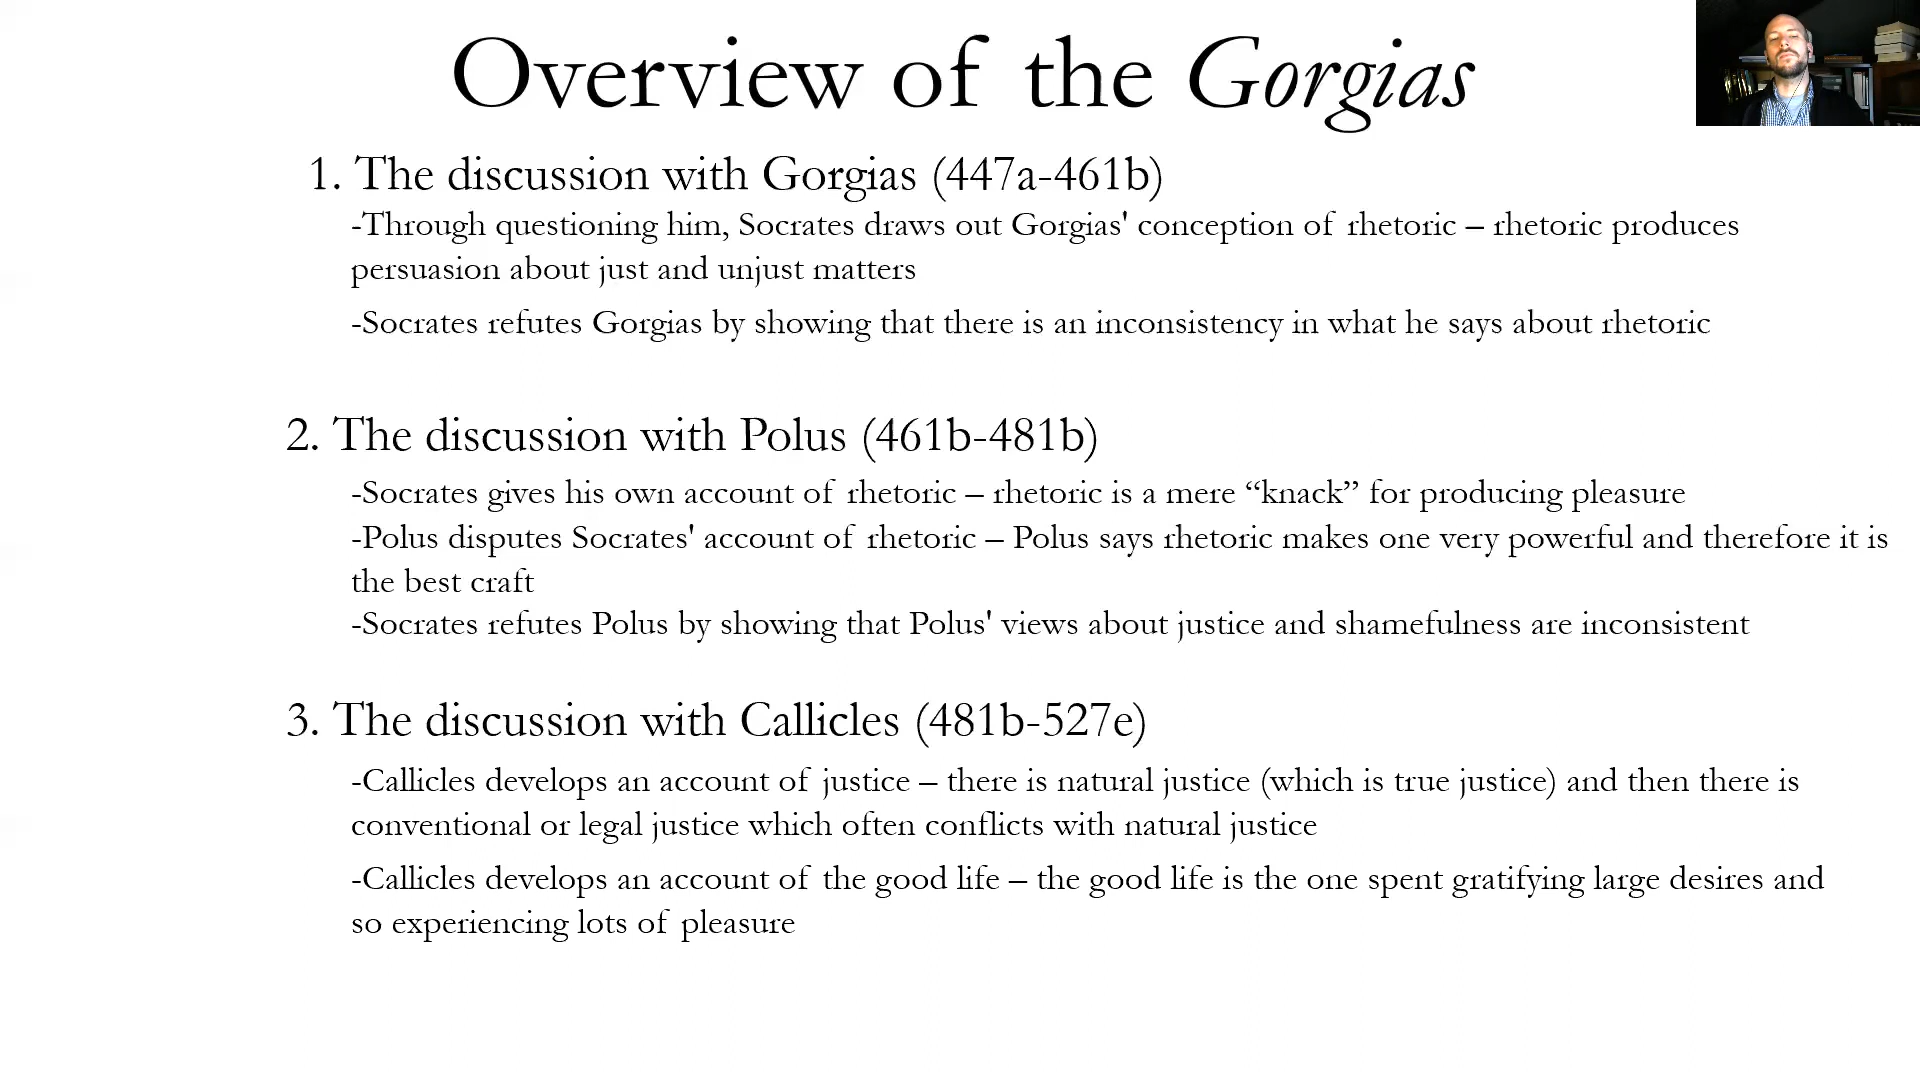 Overview of the Gorgias
1. The discussion with Gorgias (447a-461b)
-Through questioning him, Socrates draws out Gorgias' conception of rhetoric – rhetoric produces
persuasion about just and unjust matters
-Socrates refutes Gorgias by showing that there is an inconsistency in what he says about rhetoric
2. The discussion with Polus (461b-481b)
-Socrates gives his own account of rhetoric – rhetoric is a mere “knack” for producing pleasure
-Polus disputes Socrates' account of rhetoric – Polus says rhetoric makes one very powerful and therefore it is
the best craft
-Socrates refutes Polus by showing that Polus' views about justice and shamefulness are inconsistent
3. The discussion with Callicles (481b-527e)
-Callicles develops an account of justice – there is natural justice (which is true justice) and then there is
conventional or legal justice which often conflicts with natural justice
-Callicles develops an account of the good life – the good life is the one spent gratifying large desires and
so experiencing lots of pleasure